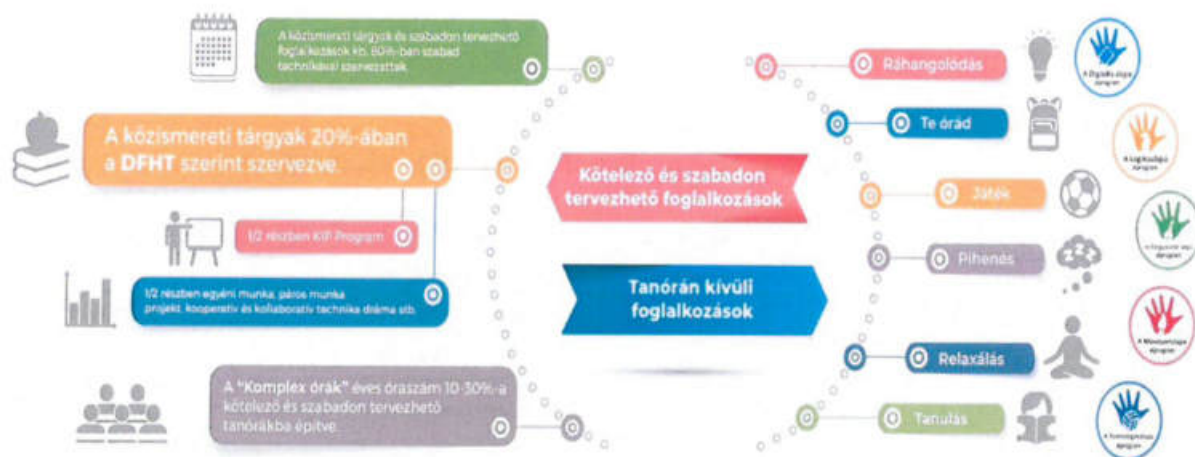 A közismereti tárgyak és szabadon tervezhető
foglalkozások kb. 80%-ban szabad
technikával szervezettek.
A közismereti tárgyak 20%-ában
a DFHT szerint szervezve.
1/2 részben KIP Program
1/2 részben egyéni munka, páros munka
projekt, kooperatív és kollaboratív technika dráma stb.
A "Komplex órák" éves óraszám 10-30%-a
kötelező és szabadon tervezhető
tanórákba építve.
Kötelező és szabadon
tervezhető foglalkozások
Tanórán kívüli
foglalkozások
Ráhangolódás
Te órád
Játék
Pihenés
Relaxálás
Tanulás